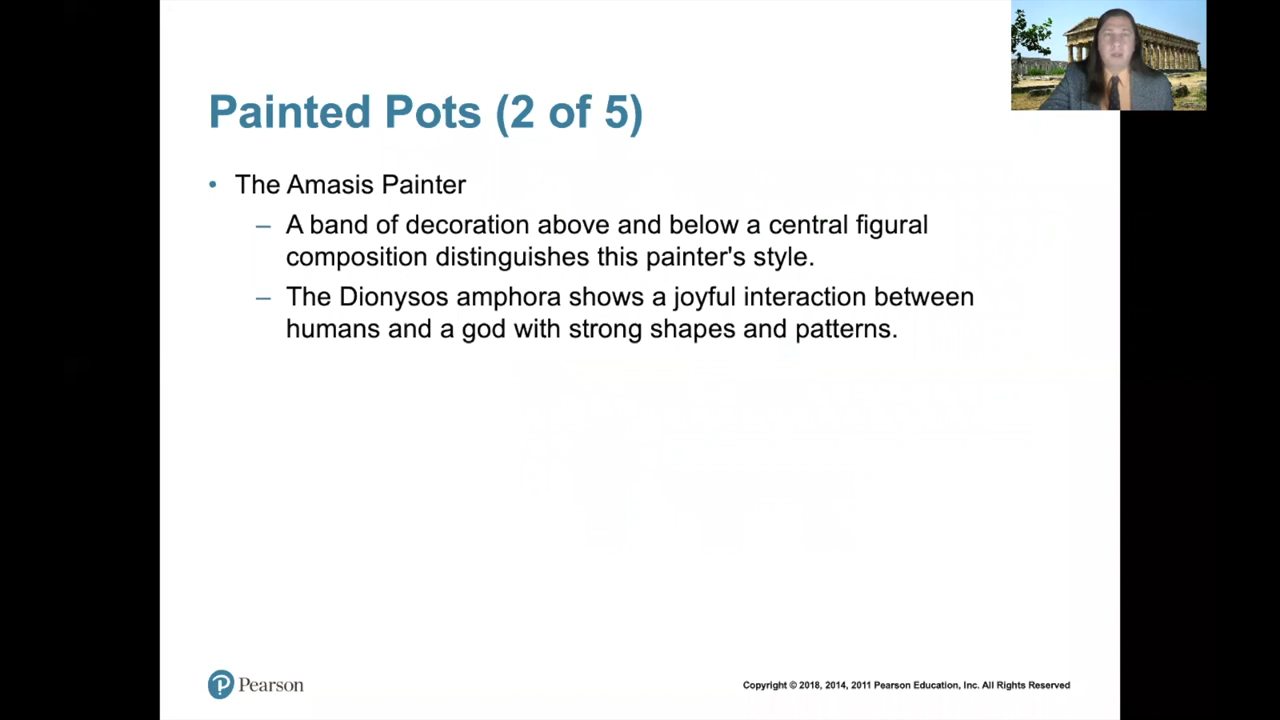 Painted Pots (2 of 5)
• The Amasis Painter
– A band of decoration above and below a central figural
composition distinguishes this painter's style.
– The Dionysos amphora shows a joyful interaction between
humans and a god with strong shapes and patterns.
P Pearson
Copyright © 2018, 2014, 2011 Pearson Education, Inc. All Rights Reserved